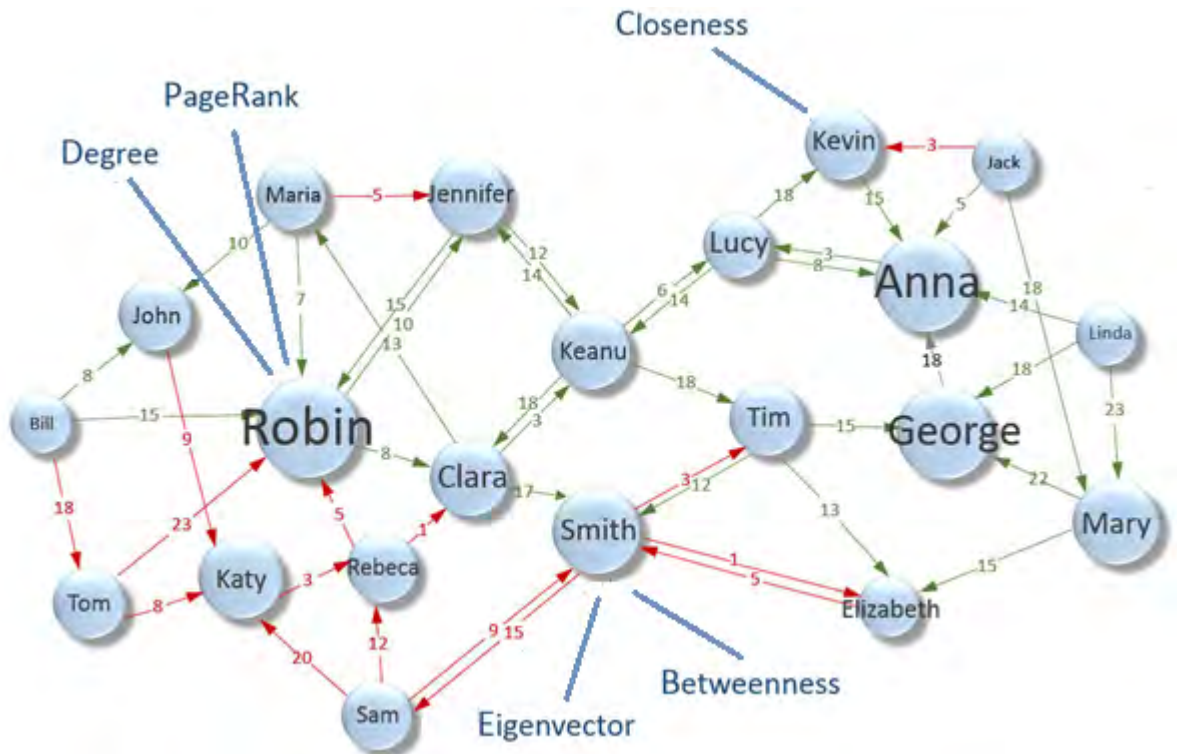 Closeness
PageRank
Degree
Kevin
3
Jack
Maria
5
Jennifer
15
5
18
Lucy
3
8
Anna
10
12
14
6
14
18
14
John
7
15
10
13
Keanu
Linda
8
18
18
18
Bill
15
Robin
18
3
Tim
15
George
23
9
8
Clara
17
3
12
22
18
23
5
1
Smith
13
Mary
Tom
8
Katy
3
Rebeca
1
5
15
Elizabeth
20
12
9
15
Sam
Betweenness
Eigenvector